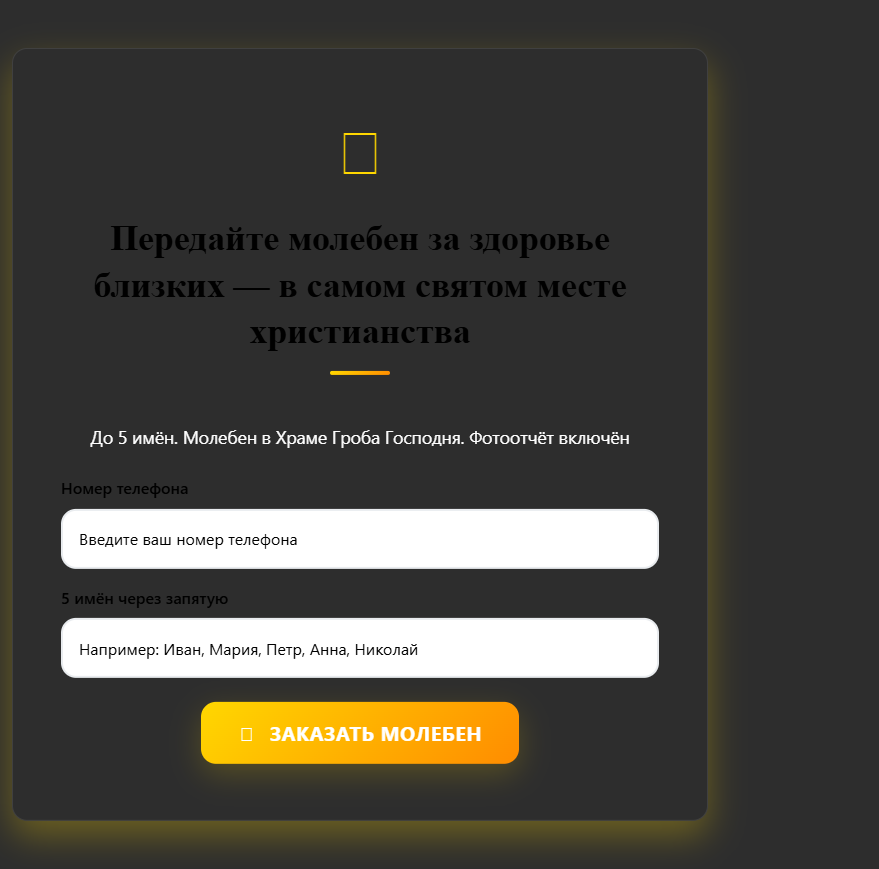 Передайте молебен за здоровье
близких — в самом святом месте
христианства
До 5 имён. Молебен в Храме Гроба Господня. Фотоотчёт включён
Номер телефона
Введите ваш номер телефона
5 имён через запятую
Например: Иван, Мария, Петр, Анна, Николай
ЗАКАЗАТЬ МОЛЕБЕН